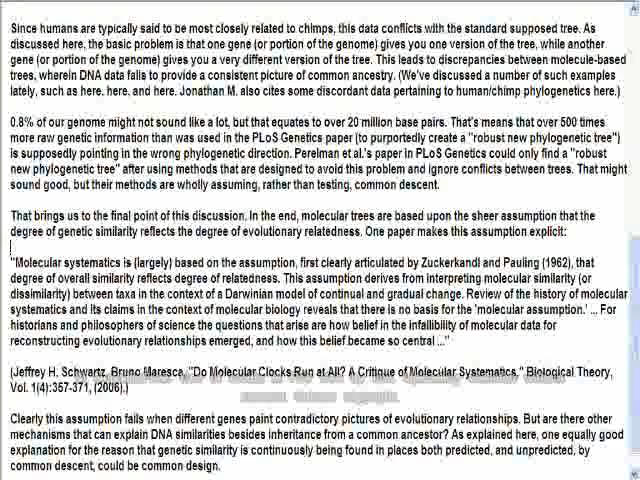 Since humans are typically said to be most closely related to chimps, this data conflicts with the standard supposed tree. As
discussed here, the basic problem is that one gene (or portion of the genome) gives you one version of the tree, while another
gene (or portion of the genome) gives you a very different version of the tree. This leads to discrepancies between molecule-based
trees, wherein DNA data fails to provide a consistent picture of common ancestry. (We've discussed a number of such examples
lately, such as here, here, and here. Jonathan M. also cites some discordant data pertaining to human/chimp phylogenetics here.)
0.8% of our genome might not sound like a lot, but that equates to over 20 million base pairs. That's means that over 500 times
more raw genetic information than was used in the PLoS Genetics paper (to purportedly create a "robust new phylogenetic tree")
is supposedly pointing in the wrong phylogenetic direction. Perelman et al.'s paper in PLoS Genetics could only find a "robust
new phylogenetic tree" after using methods that are designed to avoid this problem and ignore conflicts between trees. That might
sound good, but their methods are wholly assuming, rather than testing, common descent.
That brings us to the final point of this discussion. In the end, molecular trees are based upon the sheer assumption that the
degree of genetic similarity reflects the degree of evolutionary relatedness. One paper makes this assumption explicit:
"Molecular systematics is (largely) based on the assumption, first clearly articulated by Zuckerkandl and Pauling (1962), that
degree of overall similarity reflects degree of relatedness. This assumption derives from interpreting molecular similarity (or
dissimilarity) between taxa in the context of a Darwinian model of continual and gradual change. Review of the history of molecular
systematics and its claims in the context of molecular biology reveals that there is no basis for the 'molecular assumption.' ... For
historians and philosophers of science the questions that arise are how belief in the infallibility of molecular data for
reconstructing evolutionary relationships emerged, and how this belief became so central ..."
(Jeffrey H. Schwartz, Bruno Maresca, "Do Molecular Clocks Run at All? A Critique of Molecular Systematics," Biological Theory,
Vol. 1(4):357-371, (2006).)
Clearly this assumption fails when different genes paint contradictory pictures of evolutionary relationships. But are there other
mechanisms that can explain DNA similarities besides inheritance from a common ancestor? As explained here, one equally good
explanation for the reason that genetic similarity is continuously being found in places both predicted, and unpredicted, by
common descent, could be common design.